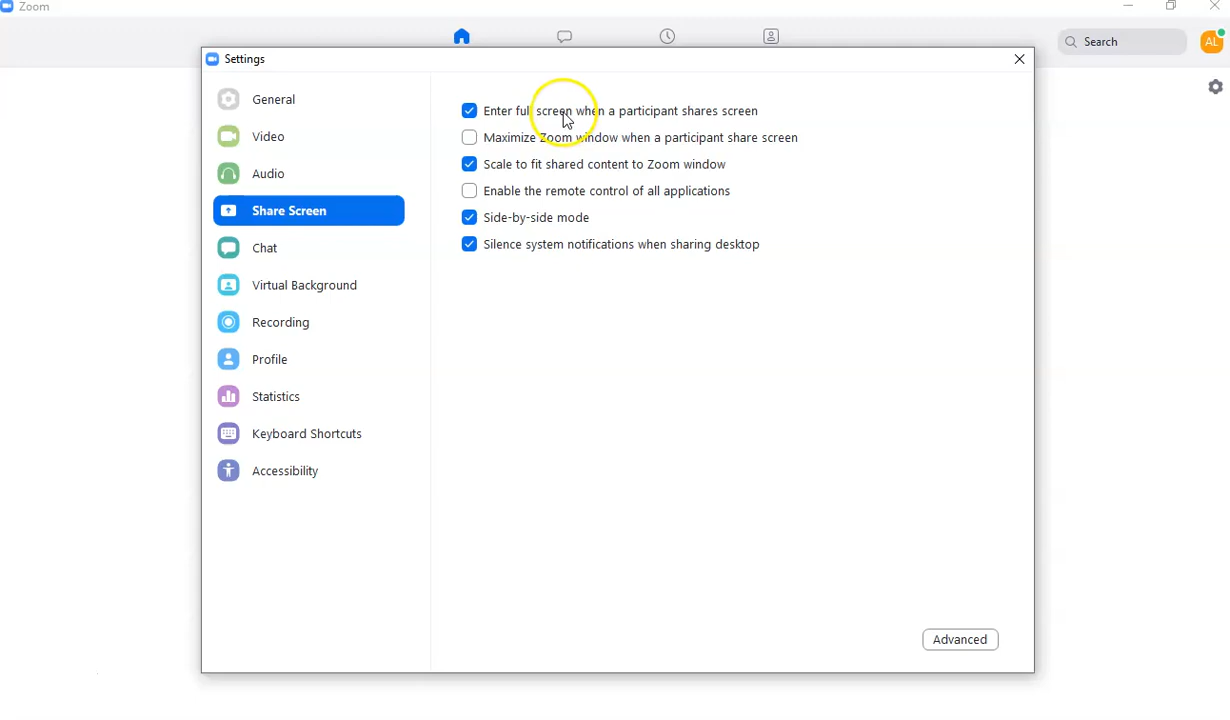 Zoom
Search
AL
Settings
General
Video
Audio
Share Screen
Chat
Virtual Background
Recording
Profile
Statistics
Keyboard Shortcuts
Accessibility
Enter full screen when a participant shares screen
Maximize Zoom window when a participant share screen
Scale to fit shared content to Zoom window
Enable the remote control of all applications
Side-by-side mode
Silence system notifications when sharing desktop
Advanced